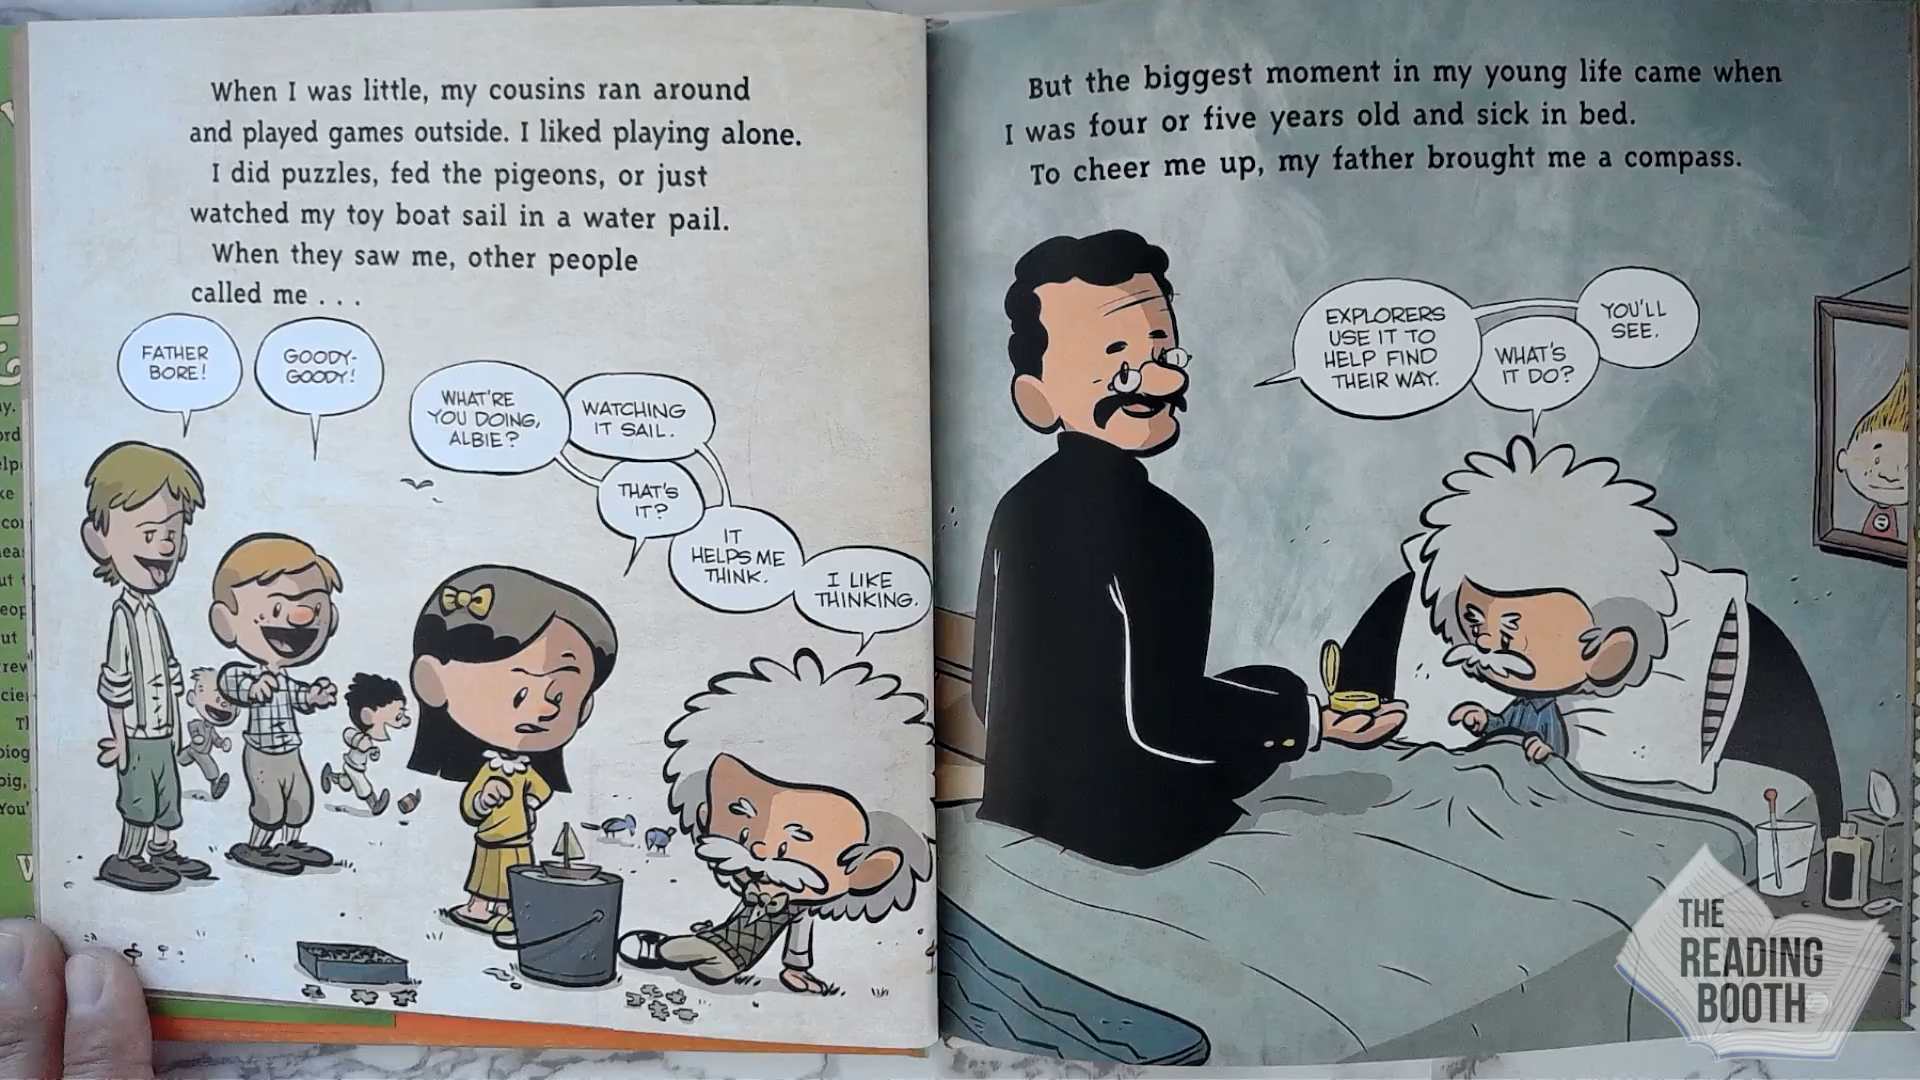 When I was little, my cousins ran around
and played games outside. I liked playing alone.
I did puzzles, fed the pigeons, or just
watched my toy boat sail in a water pail.
When they saw me, other people
called me . . .
FATHER
BORE!
GOODY-
GOODY!
WHAT'RE
YOU DOING,
ALBIE?
WATCHING
IT SAIL.
THAT'S
IT?
IT
HELPS ME
THINK.
I LIKE
THINKING.
But the biggest moment in my young life came when
I was four or five years old and sick in bed.
To cheer me up, my father brought me a compass.
EXPLORERS
USE IT TO
HELP FIND
THEIR WAY.
WHAT'S
IT DO?
YOU'LL
SEE.
THE
READING
BOOTH